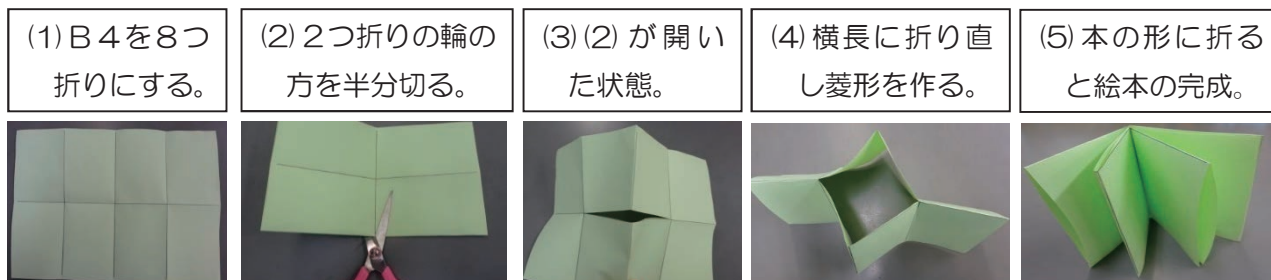 (1)Ｂ４を８つ
折りにする。
(2)２つ折りの輪の
方を半分切る。
(3)(2)が開い
た状態。
(4)横長に折り直
し菱形を作る。
(5)本の形に折る
と絵本の完成。